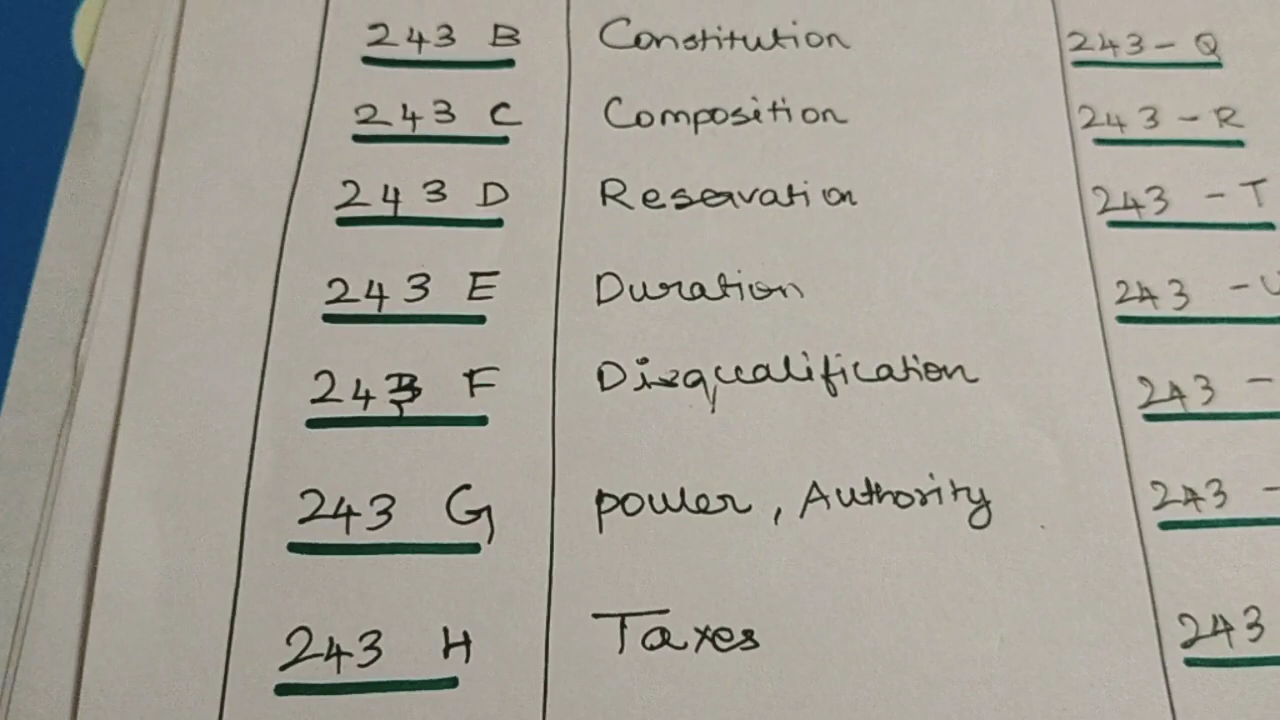 243 B Constitution 243 - Q
243 C Composition 243 - R
243 D Reservation 243 - T
243 E Duration 243 - U
243 F Disqualification 243 -
243 G power, Authority 243 -
243 H Taxes 243